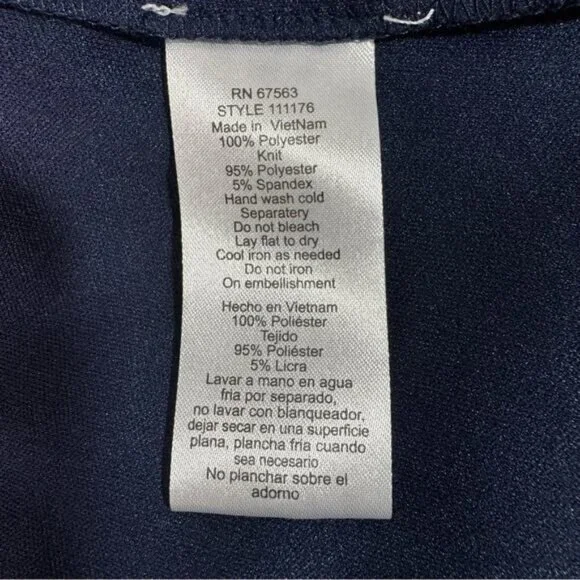 RN 67563
STYLE 111176
Made in VietNam
100% Polyester
Knit
95% Polyester
5% Spandex
Hand wash cold
Separatery
Do not bleach
Lay flat to dry
Cool iron as needed
Do not iron
On embellishment
Hecho en Vietnam
100% Poliéster
Tejido
95% Poliéster
5% Licra
Lavar a mano en agua
fria por separado,
no lavar con blanqueador,
dejar secar en una superficie
plana, plancha fria cuando
sea necesario
No planchar sobre el
adorno